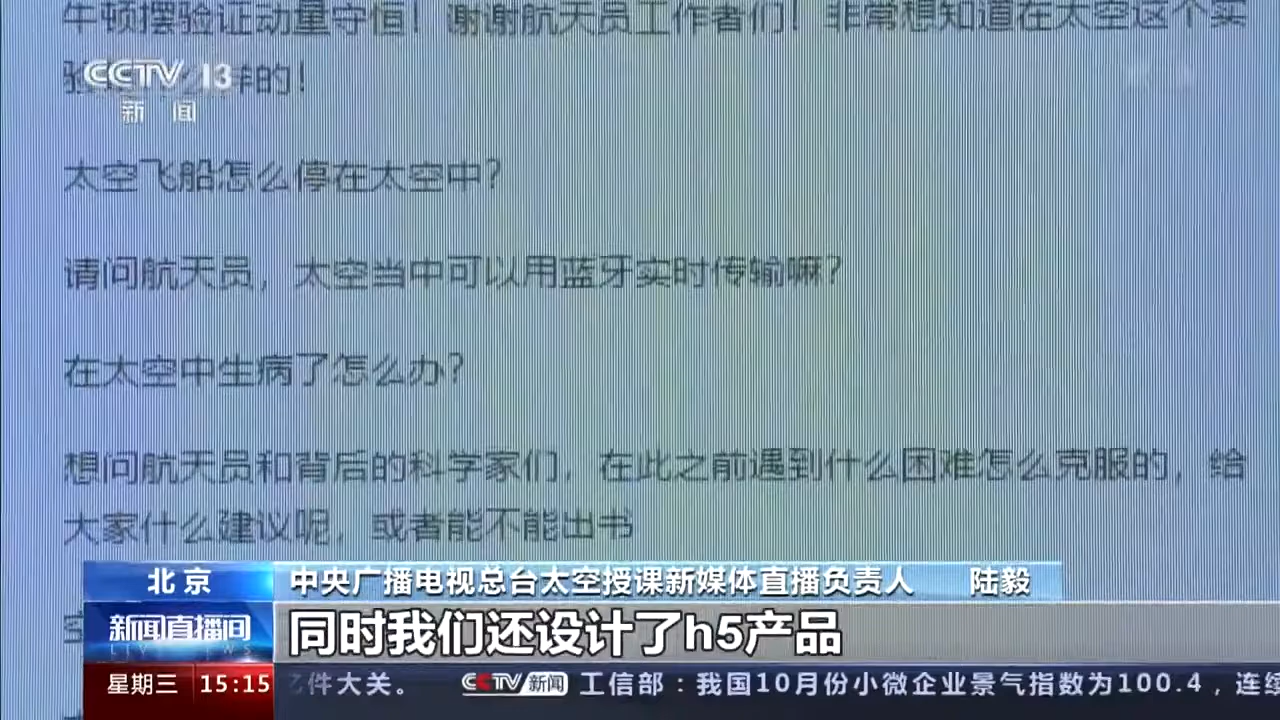 牛顿摆验证动量守恒！谢谢航天员工作者们！非常想知道在太空这个实
样的！
CCTV 13
新闻
太空飞船怎么停在太空中？
请问航天员，太空当中可以用蓝牙实时传输嘛？
在太空中生病了怎么办？
想问航天员和背后的科学家们，在此之前遇到什么困难怎么克服的，给
大家什么建议呢，或者能不能出书
北京
中央广播电视总台太空授课新媒体直播负责人 陆毅
新闻直播间
LIVE NEWS
同时我们还设计了h5产品
星期三 15:15
亿件大关。 CCTV 新闻 工信部：我国10月份小微企业景气指数为100.4，连续